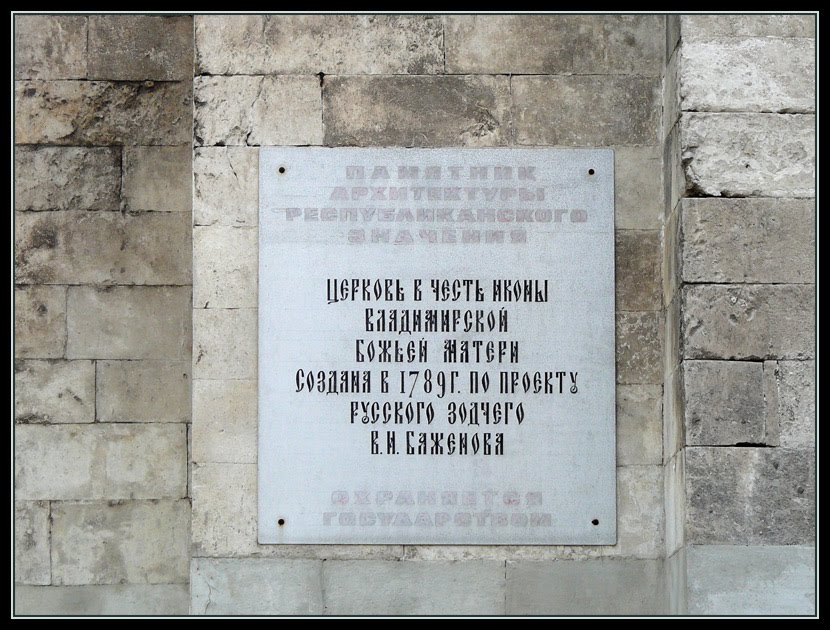 ПАМЯТНИК
АРХИТЕКТУРЫ
РЕСПУБЛИКАНСКОГО
ЗНАЧЕНИЯ
ЦЕРКОВЬ В ЧЕСТЬ ИКОНЫ
ВЛАДИМИРСКОЙ
БОЖЬЕЙ МАТЕРИ
СОЗДАНА В 1789Г. ПО ПРОЕКТУ
РУССКОГО ЗОДЧЕГО
В.И. БАЖЕНОВА
ОХРАНЯЕТСЯ
ГОСУДАРСТВОМ